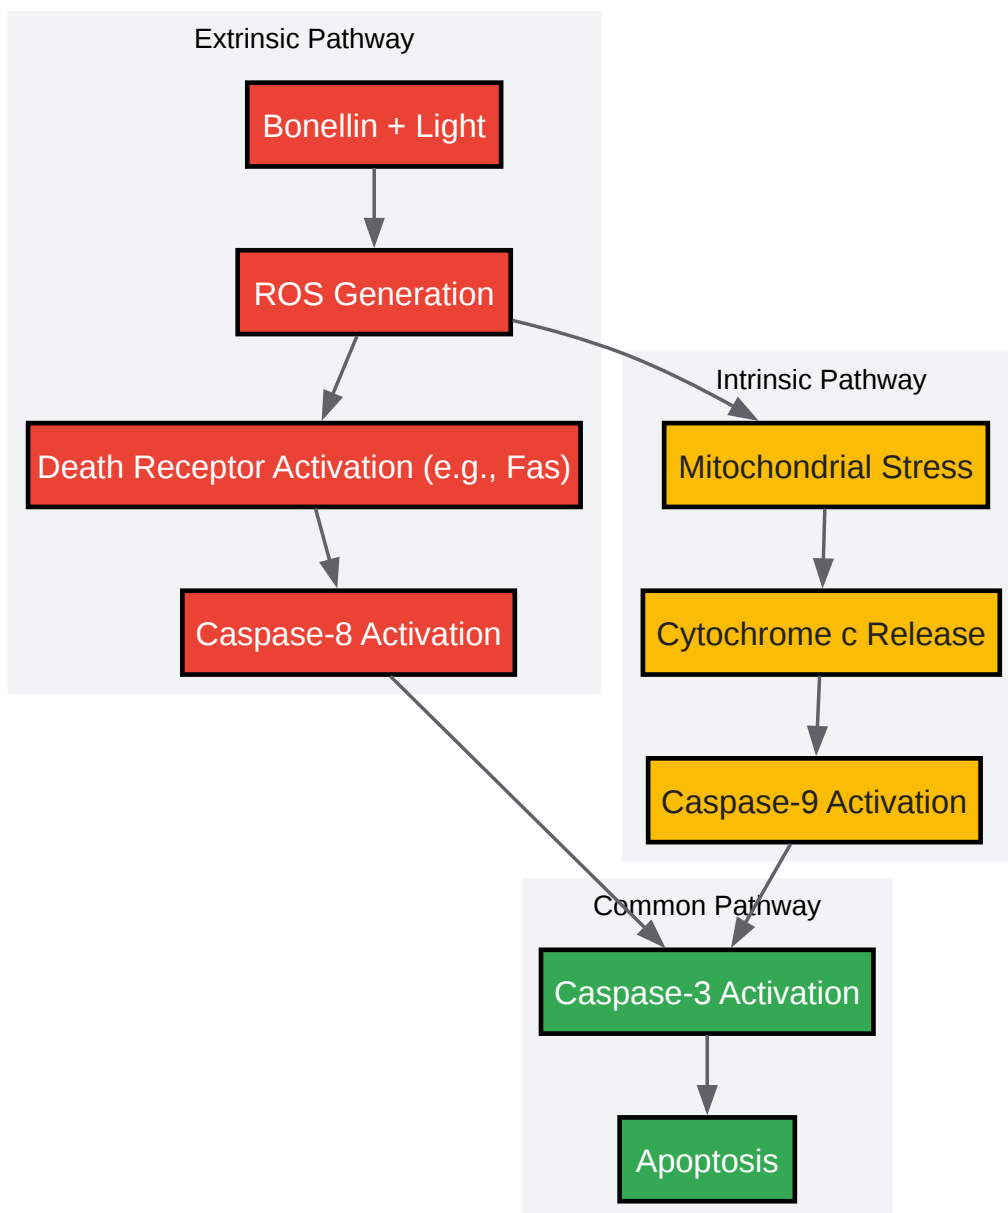 Extrinsic Pathway
Bonellin + Light
ROS Generation
Death Receptor Activation (e.g., Fas)
Caspase-8 Activation
Intrinsic Pathway
Mitochondrial Stress
Cytochrome c Release
Caspase-9 Activation
Common Pathway
Caspase-3 Activation
Apoptosis